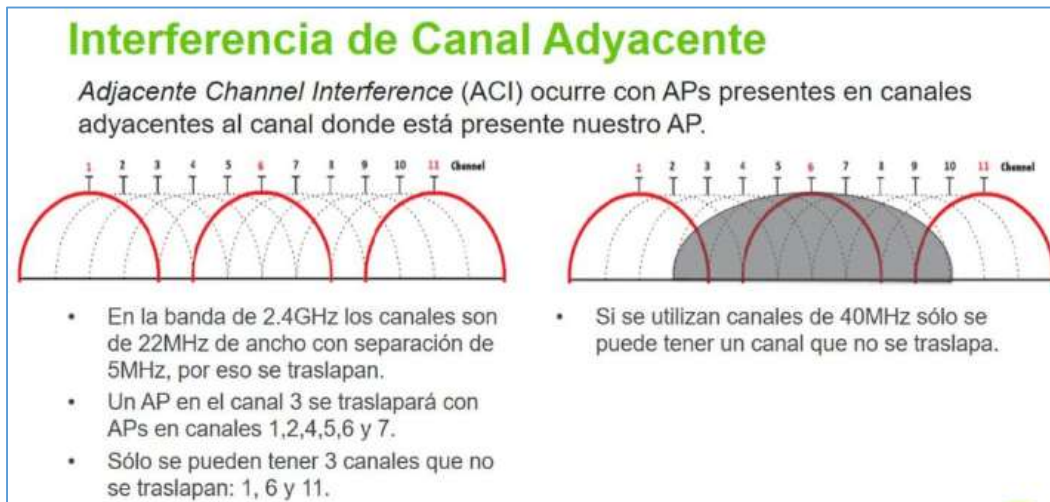 Interferencia de Canal Adyacente
Adjacente Channel Interference (ACI) ocurre con APs presentes en canales
adyacentes al canal donde está presente nuestro AP.
1 2 3 4 5 6 7 8 9 10 11 Channel
• En la banda de 2.4GHz los canales son
de 22MHz de ancho con separación de
5MHz, por eso se traslapan.
• Un AP en el canal 3 se traslapará con
APs en canales 1,2,4,5,6 y 7.
• Sólo se pueden tener 3 canales que no
se traslapan: 1, 6 y 11.
1 2 3 4 5 6 7 8 9 10 11 Channel
• Si se utilizan canales de 40MHz sólo se
puede tener un canal que no se traslapa.